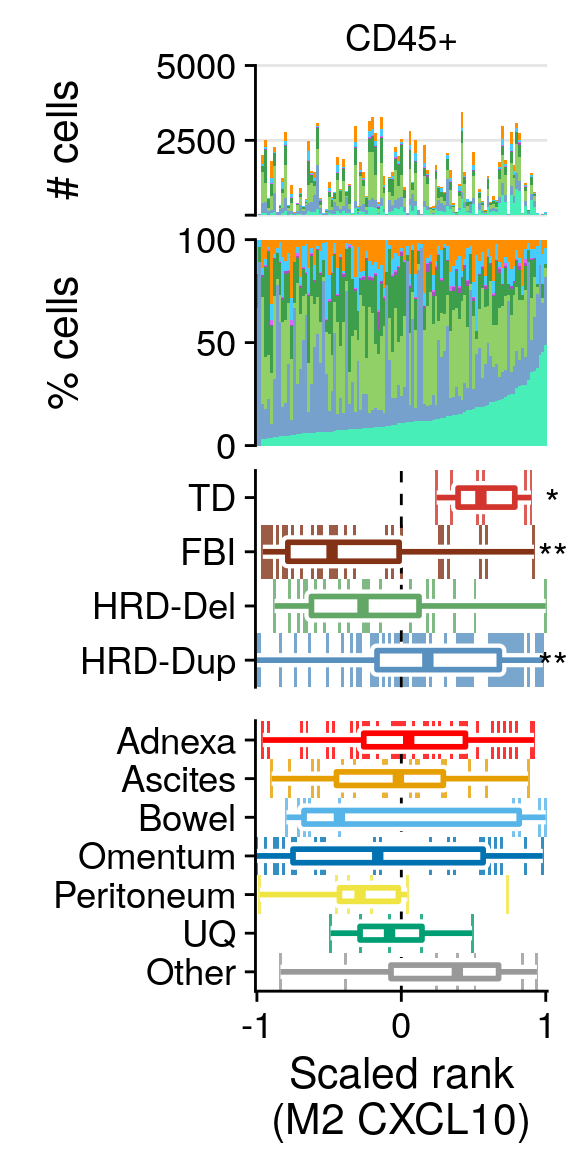 CD45+
5000
2500
# cells
100
50
0
% cells
TD *
FBI **
HRD-Del
HRD-Dup **
Adnexa
Ascites
Bowel
Omentum
Peritoneum
UQ
Other
-1 0 1
Scaled rank
(M2 CXCL10)